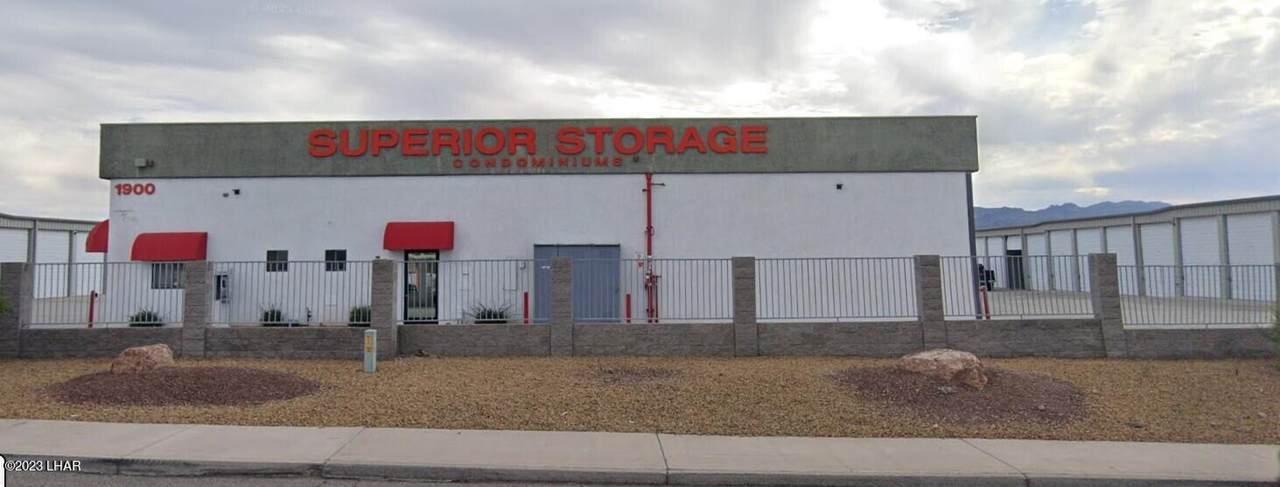 SUPERIOR STORAGE
CONDOMINIUMS
1900
©2023 LHAR